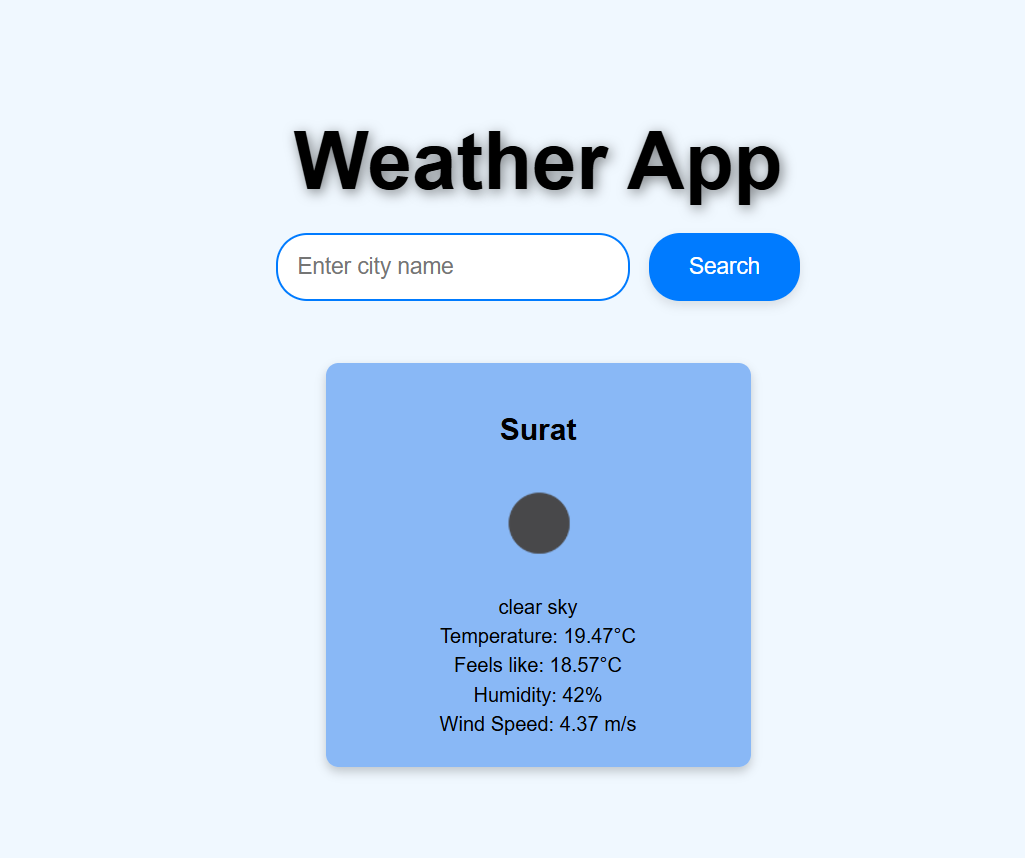 Weather App
Enter city name
Search
Surat
clear sky
Temperature: 19.47°C
Feels like: 18.57°C
Humidity: 42%
Wind Speed: 4.37 m/s